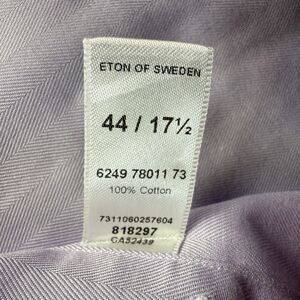 ETON OF SWEDEN
44 / 17½
6249 78011 73
100% Cotton
7311060257604
818297
CA52439